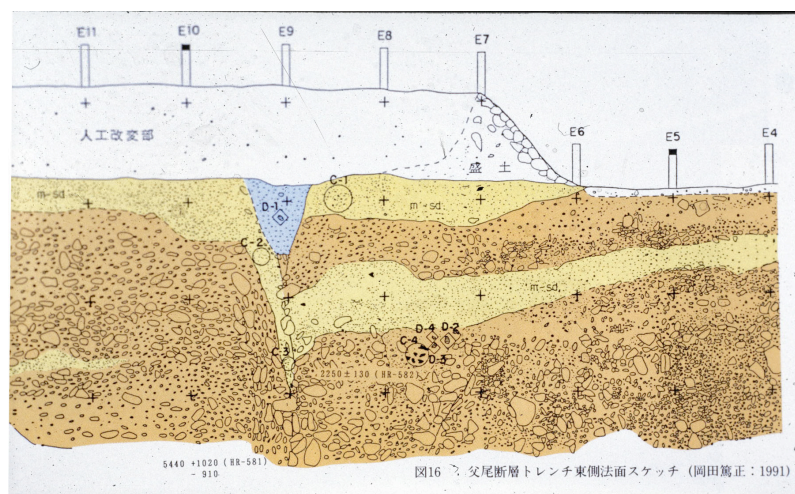 E11 E10 E9 E8 E7
E6 E5 E4
人工改変部
盛 土
C-1
m-sd
D-1
m-sd
C-2
m-sd
D-4 D-2
C-4
C-3
D-3
2250±130 (HR-582)
5440 +1020 (HR-581)
- 910
図16 父尾断層トレンチ東側法面スケッチ (岡田篤正:1991)